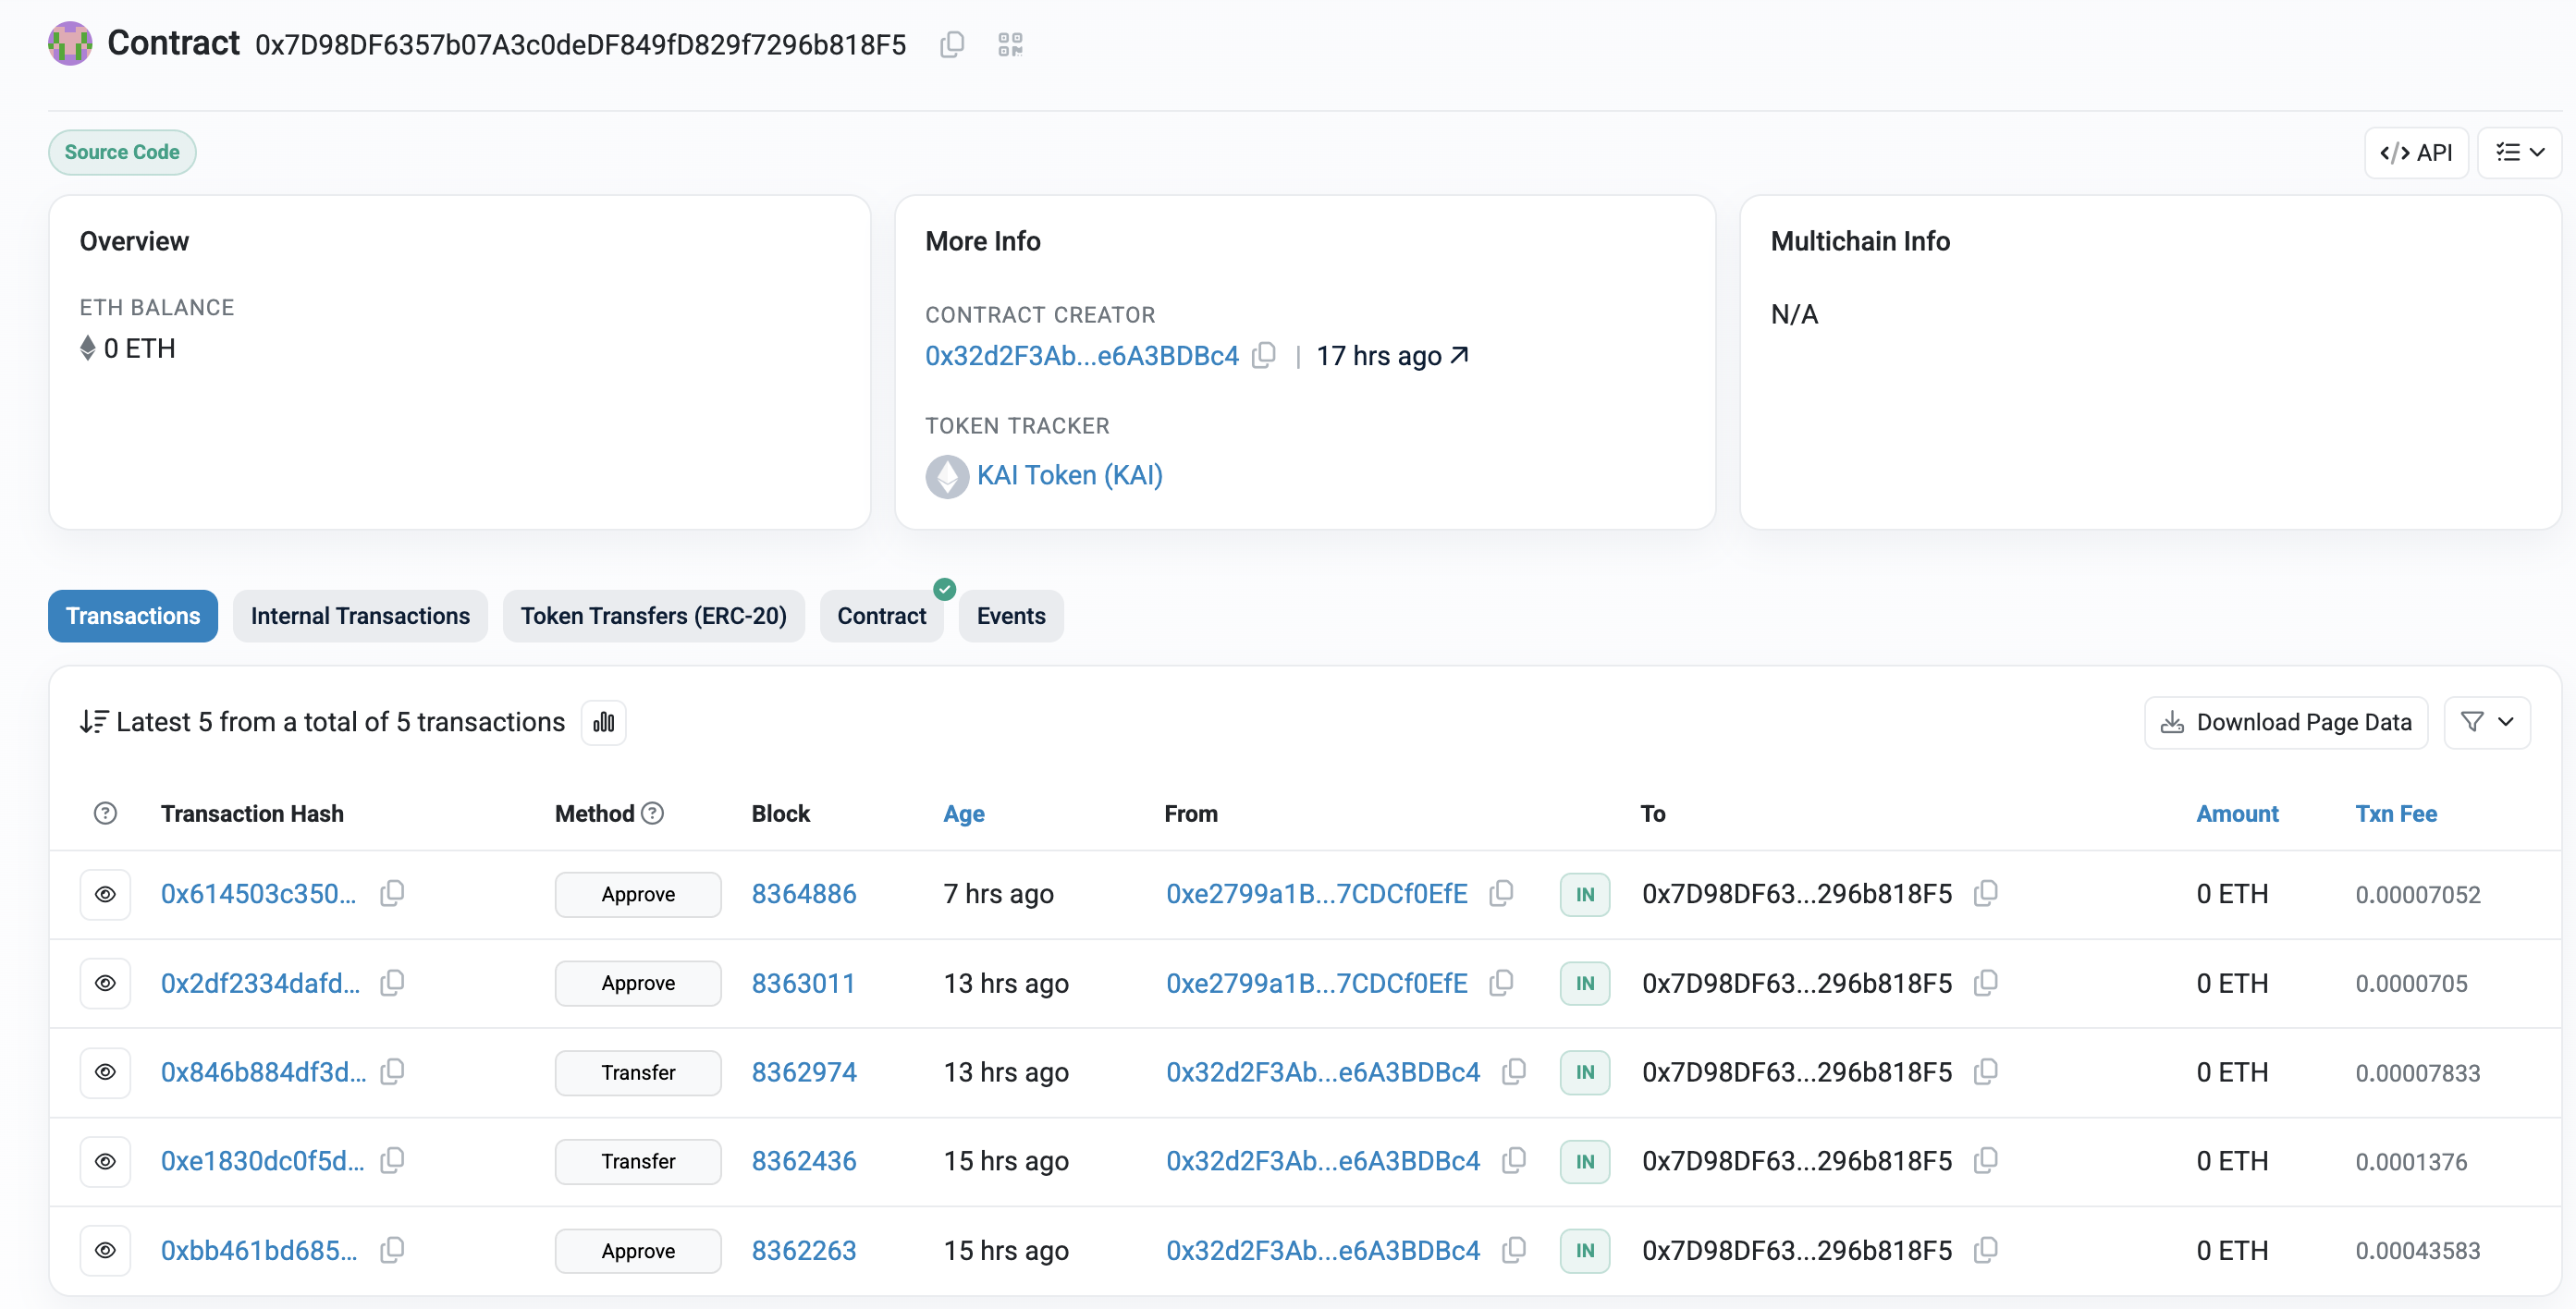 Contract 0x7D98DF6357b07A3c0deDF849fD829f7296b818F5
Source Code
API
Overview
ETH BALANCE
0 ETH
More Info
CONTRACT CREATOR
0x32d2F3Ab...e6A3BDBc4 | 17 hrs ago
TOKEN TRACKER
KAI Token (KAI)
Multichain Info
N/A
Transactions Internal Transactions Token Transfers (ERC-20) Contract Events
Latest 5 from a total of 5 transactions
Download Page Data
Transaction Hash Method Block Age From To Amount Txn Fee
0x614503c350... Approve 8364886 7 hrs ago 0xe2799a1B...7CDCf0EfE IN 0x7D98DF63...296b818F5 0 ETH 0.00007052
0x2df2334dafd... Approve 8363011 13 hrs ago 0xe2799a1B...7CDCf0EfE IN 0x7D98DF63...296b818F5 0 ETH 0.0000705
0x846b884df3d... Transfer 8362974 13 hrs ago 0x32d2F3Ab...e6A3BDBc4 IN 0x7D98DF63...296b818F5 0 ETH 0.00007833
0xe1830dc0f5d... Transfer 8362436 15 hrs ago 0x32d2F3Ab...e6A3BDBc4 IN 0x7D98DF63...296b818F5 0 ETH 0.0001376
0xbb461bd685... Approve 8362263 15 hrs ago 0x32d2F3Ab...e6A3BDBc4 IN 0x7D98DF63...296b818F5 0 ETH 0.00043583